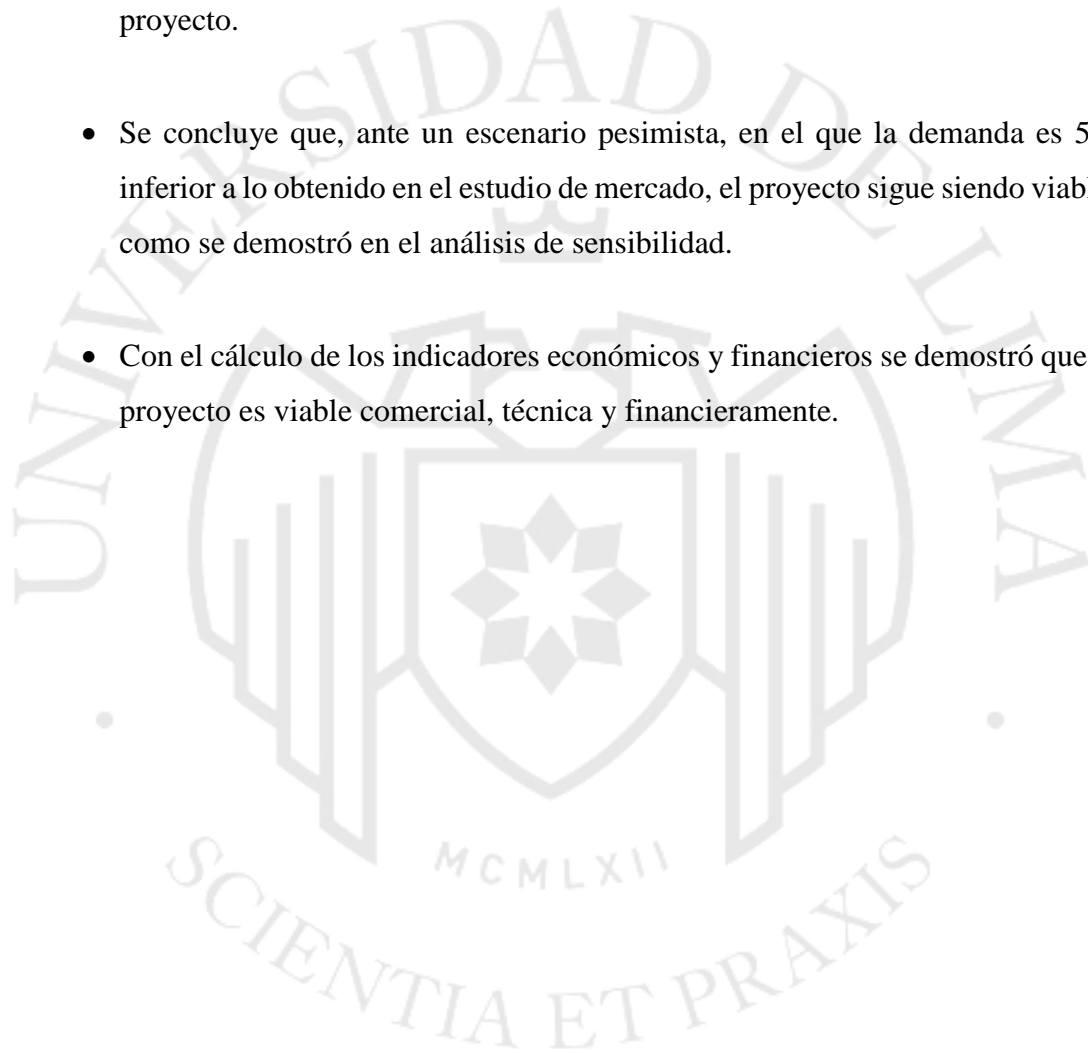 proyecto.
• Se concluye que, ante un escenario pesimista, en el que la demanda es 5
inferior a lo obtenido en el estudio de mercado, el proyecto sigue siendo viab
como se demostró en el análisis de sensibilidad.
• Con el cálculo de los indicadores económicos y financieros se demostró que
proyecto es viable comercial, técnica y financieramente.
UNIVERSIDAD DE LIMA
MCMLXII
SCIENTIA ET PRAXIS